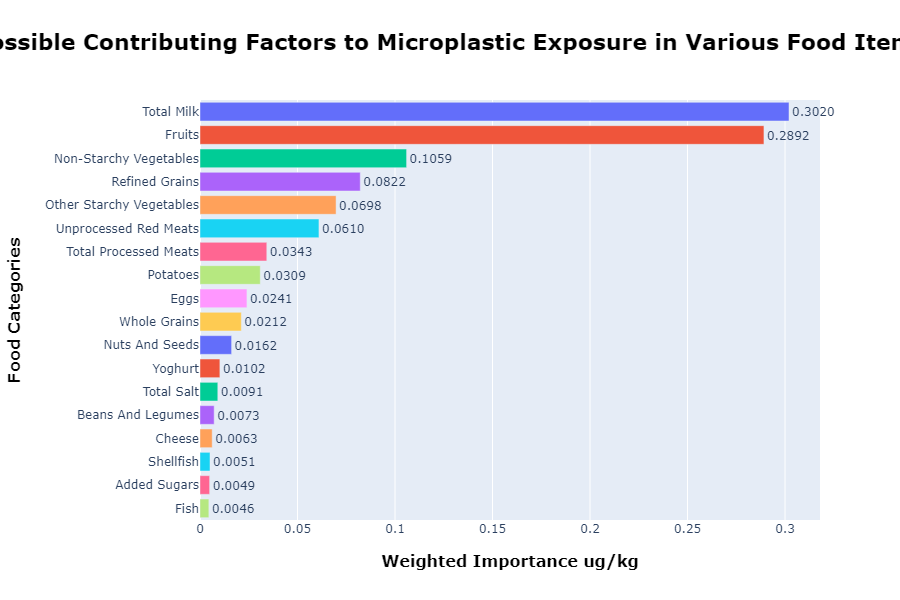 ossible Contributing Factors to Microplastic Exposure in Various Food Iter
Total Milk 0.3020
Fruits 0.2892
Non-Starchy Vegetables 0.1059
Refined Grains 0.0822
Other Starchy Vegetables 0.0698
Unprocessed Red Meats 0.0610
Total Processed Meats 0.0343
Potatoes 0.0309
Eggs 0.0241
Whole Grains 0.0212
Nuts And Seeds 0.0162
Yoghurt 0.0102
Total Salt 0.0091
Beans And Legumes 0.0073
Cheese 0.0063
Shellfish 0.0051
Added Sugars 0.0049
Fish 0.0046
0 0.05 0.1 0.15 0.2 0.25 0.3
Weighted Importance ug/kg
Food Categories